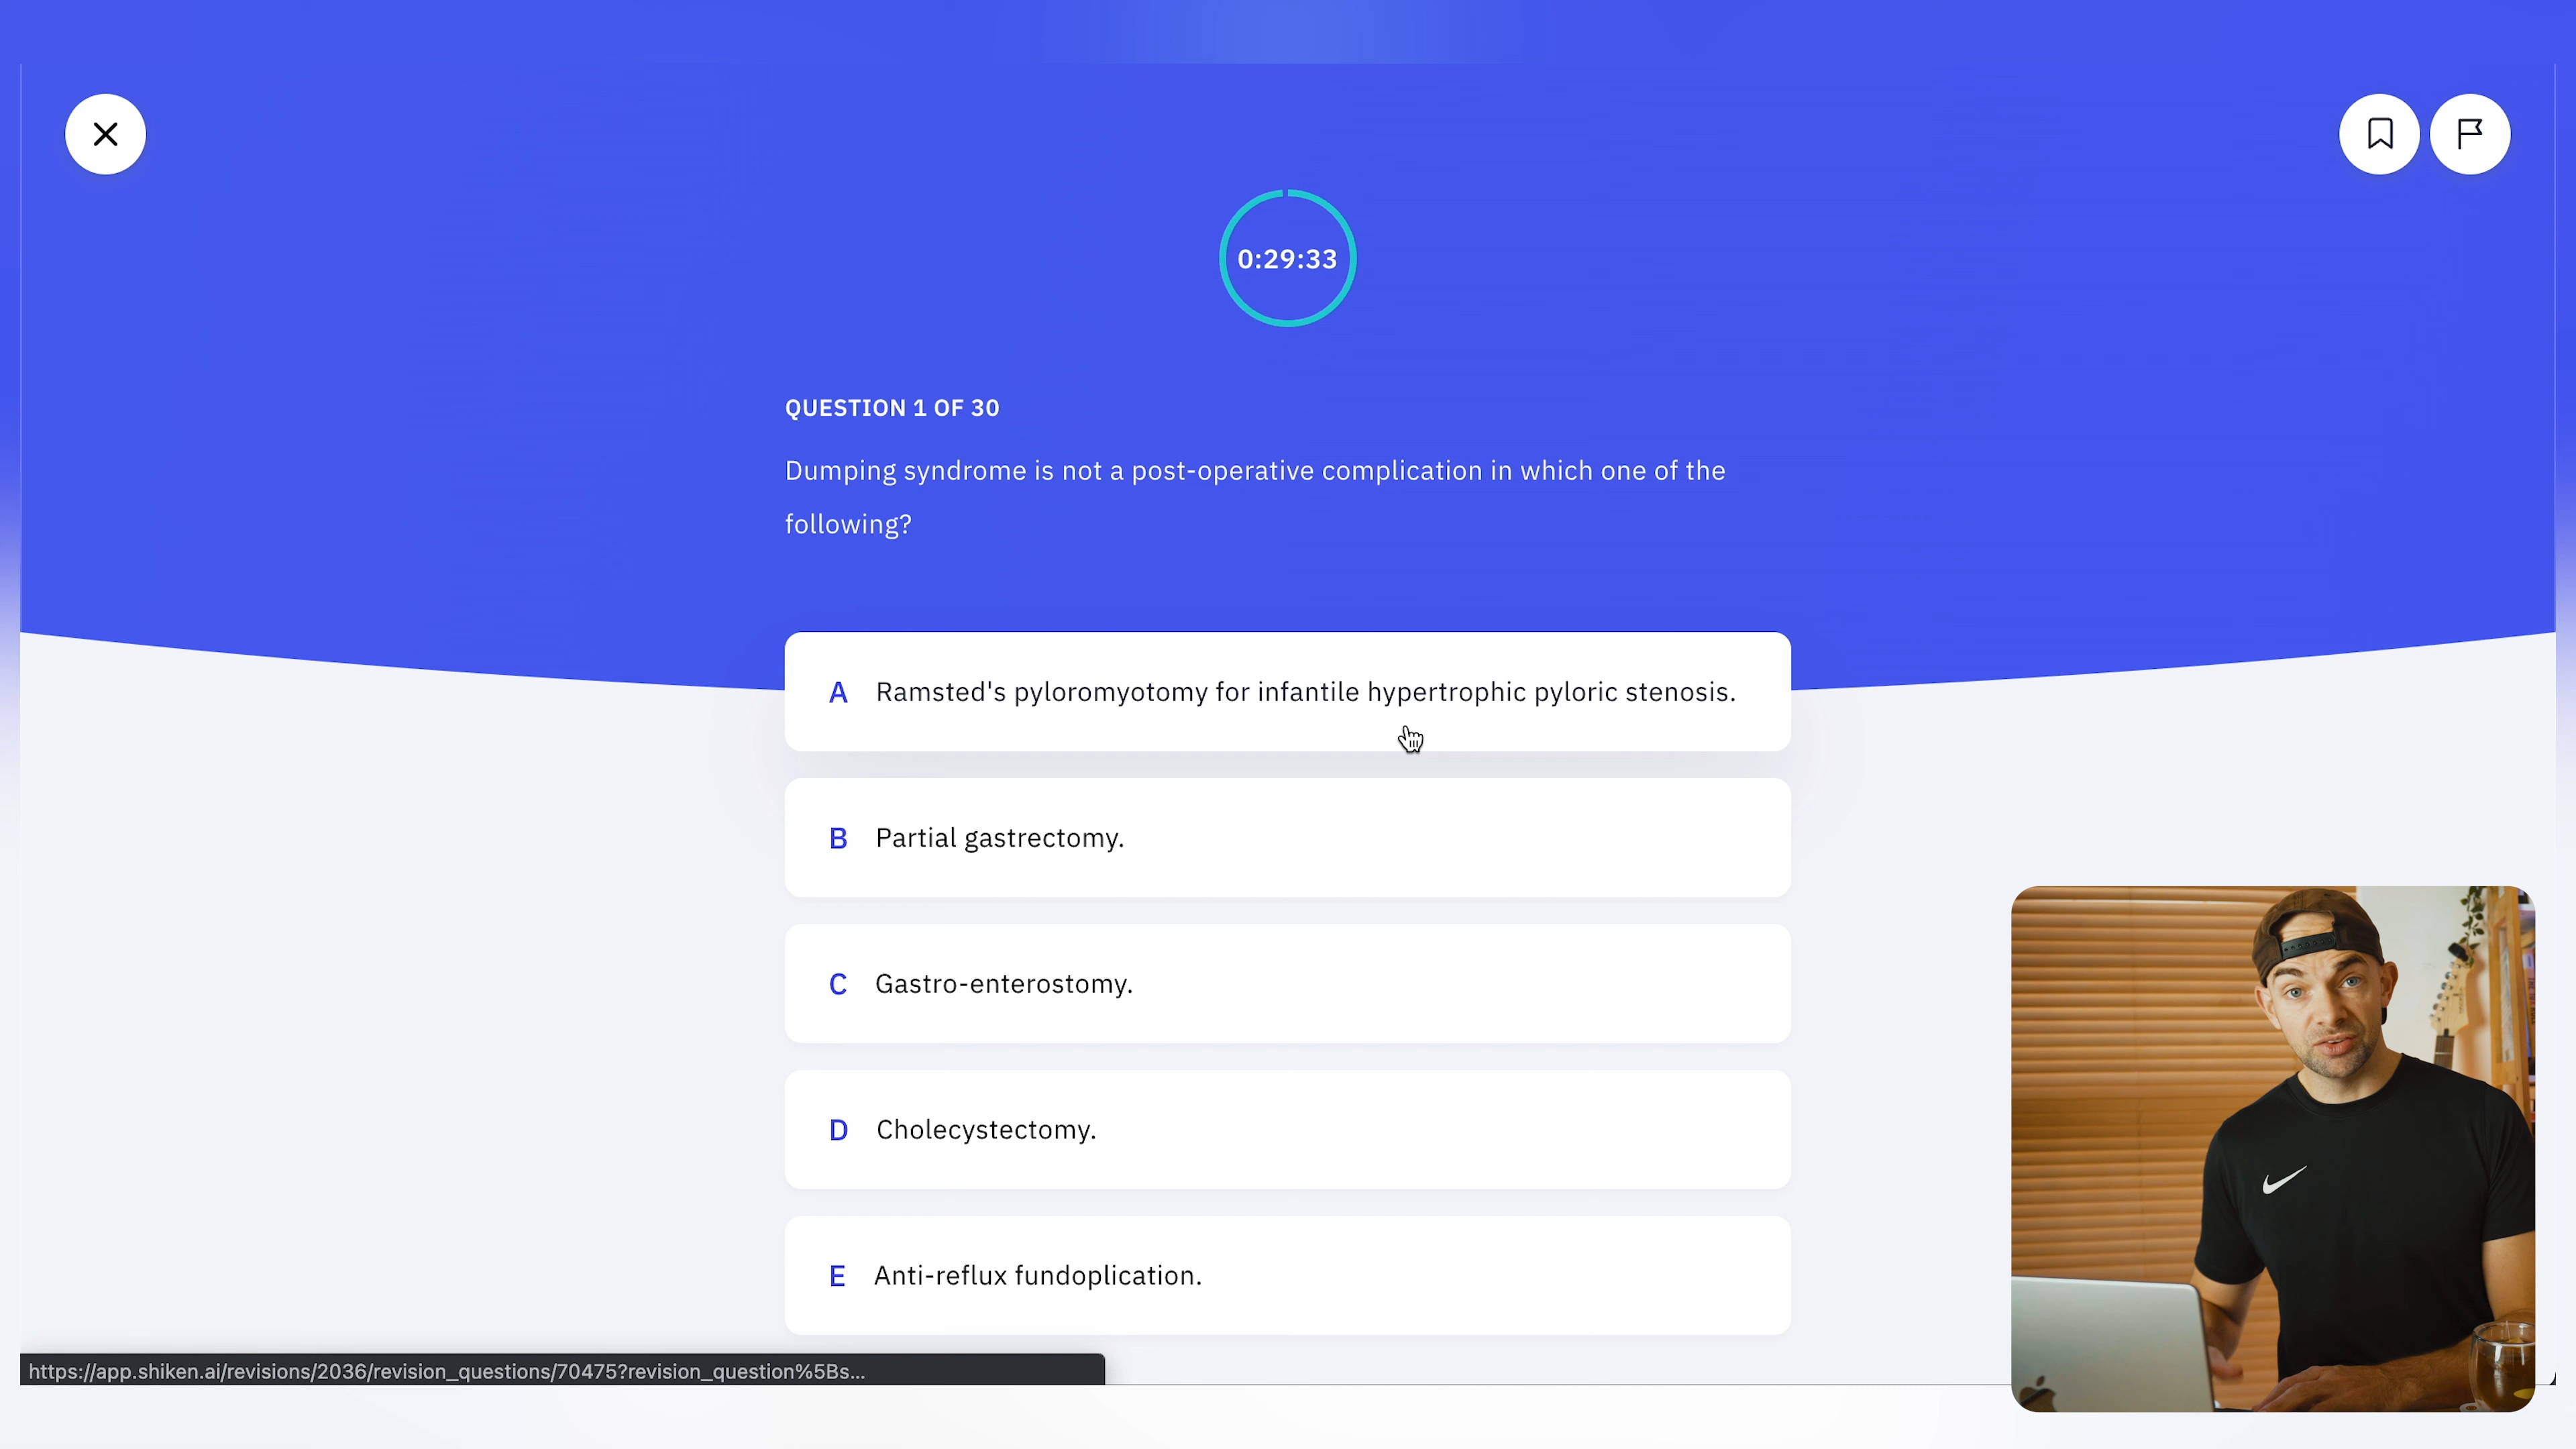 0:29:33
QUESTION 1 OF 30
Dumping syndrome is not a post-operative complication in which one of the
following?
A Ramsted's pyloromyotomy for infantile hypertrophic pyloric stenosis.
B Partial gastrectomy.
C Gastro-enterostomy.
D Cholecystectomy.
E Anti-reflux fundoplication.
https://app.shiken.ai/revisions/2036/revision_questions/70475?revision_question%5Bs...